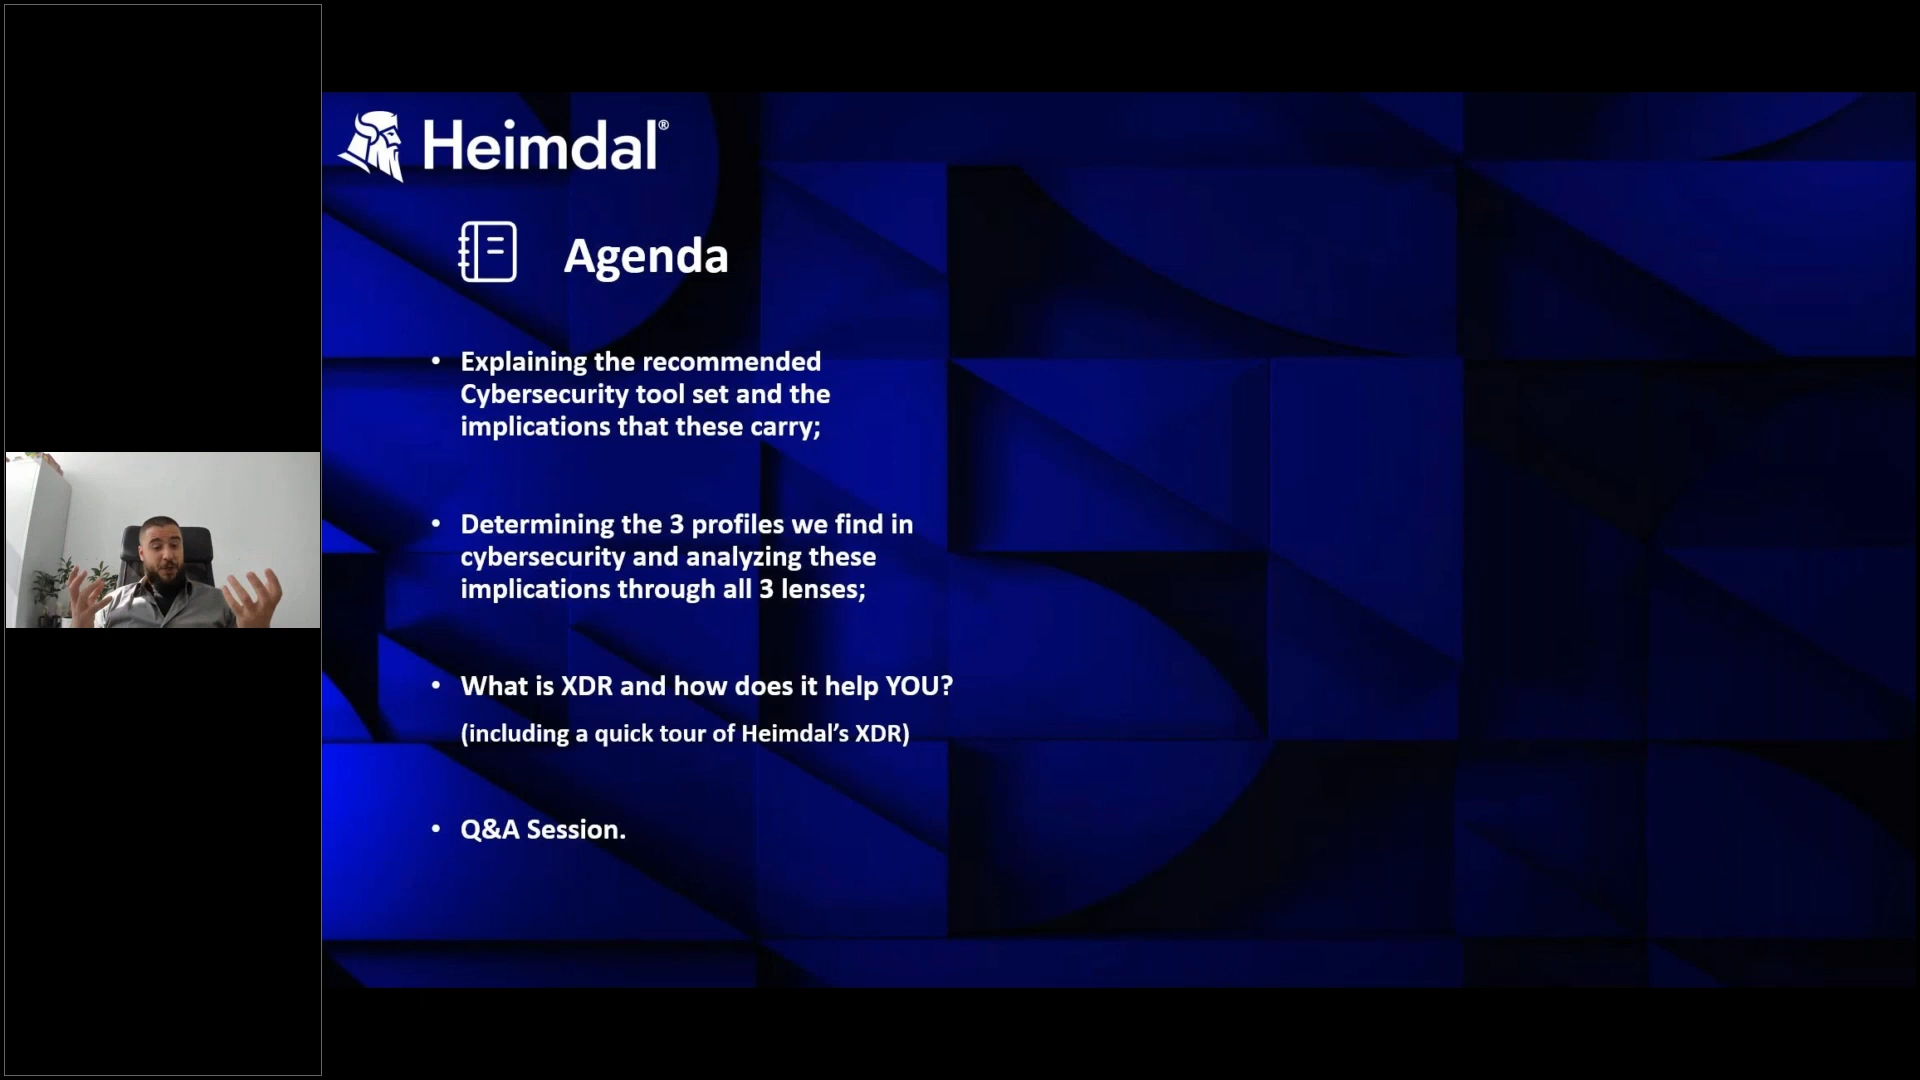 Heimdal®
Agenda
• Explaining the recommended
Cybersecurity tool set and the
implications that these carry;
• Determining the 3 profiles we find in
cybersecurity and analyzing these
implications through all 3 lenses;
• What is XDR and how does it help YOU?
(including a quick tour of Heimdal’s XDR)
• Q&A Session.